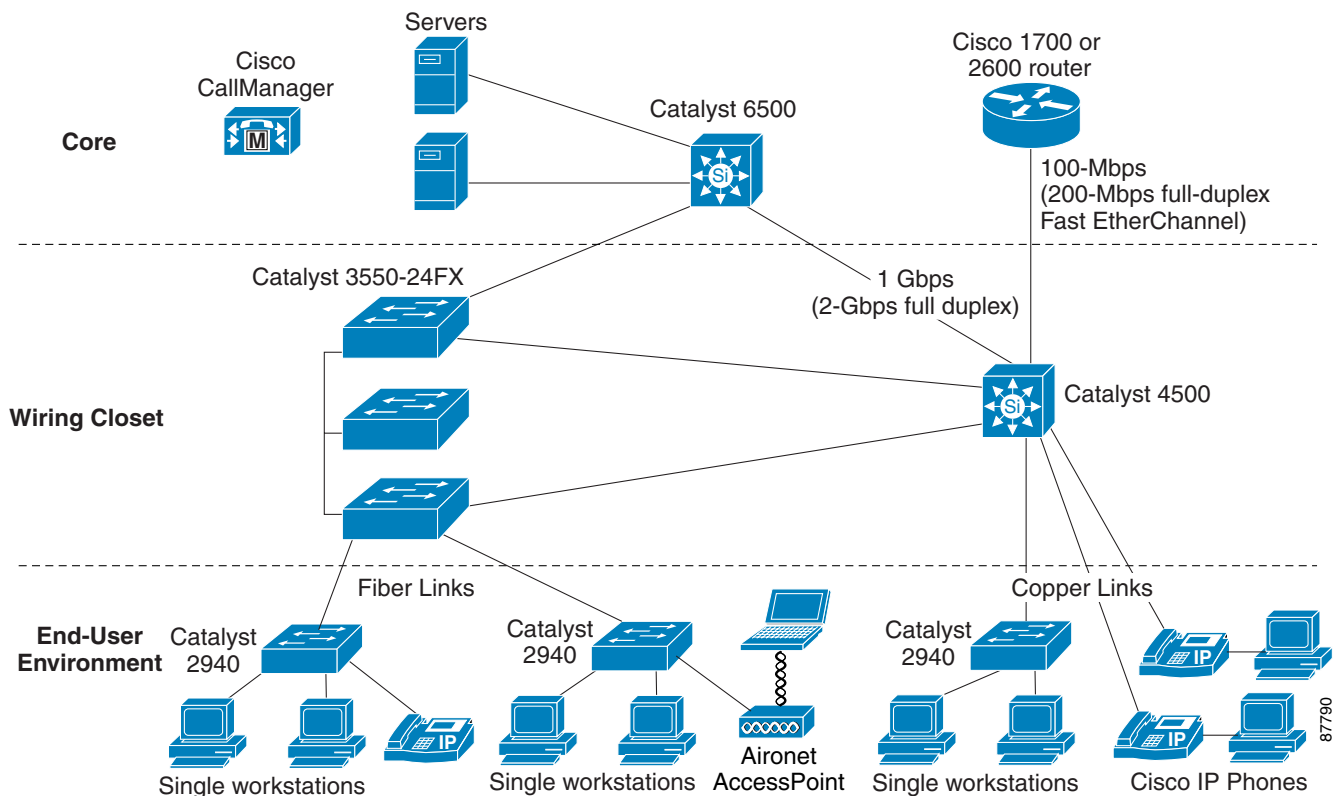 Servers
Cisco
CallManager
M
Cisco 1700 or
2600 router
Catalyst 6500
Si
Core
100-Mbps
(200-Mbps full-duplex
Fast EtherChannel)
Catalyst 3550-24FX
1 Gbps
(2-Gbps full duplex)
Si
Catalyst 4500
Wiring Closet
Fiber Links
Copper Links
End-User
Environment
Catalyst
2940
Catalyst
2940
Catalyst
2940
IP
IP
IP
Single workstations
Single workstations
Aironet
AccessPoint
Single workstations
Cisco IP Phones
87790